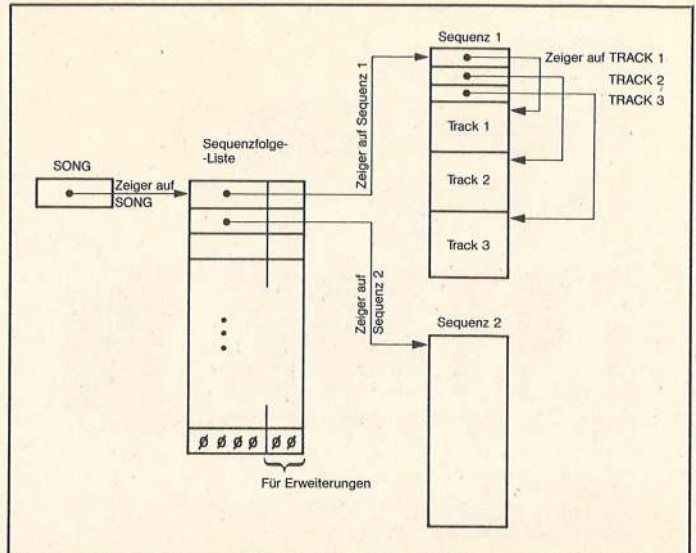 Sequenz 1
Zeiger auf TRACK 1
TRACK 2
TRACK 3
Track 1
Track 2
Track 3
Zeiger auf Sequenz 1
Sequenzfolge-
-Liste
SONG
Zeiger auf
SONG
Zeiger auf
Sequenz 2
Sequenz 2
Ø Ø Ø Ø Ø Ø
Für Erweiterungen